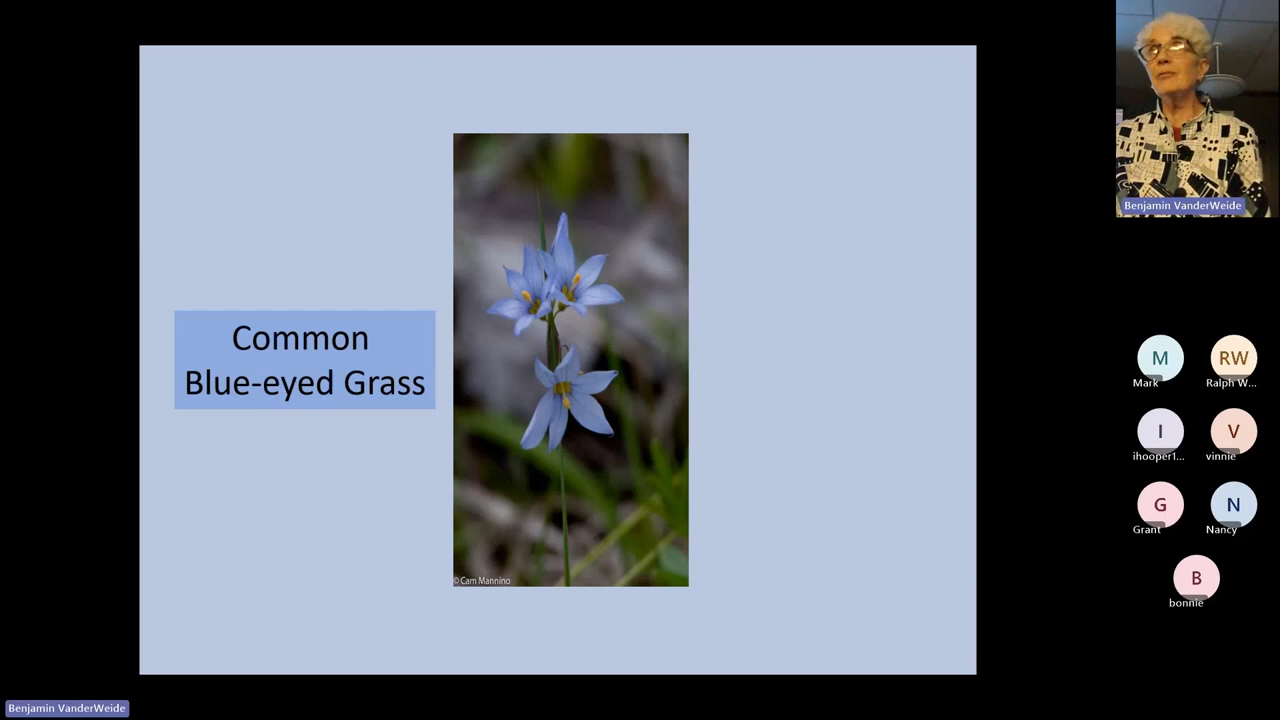 Common
Blue-eyed Grass
© Cam Mannino
Benjamin VanderWeide
M
RW
Mark
Ralph W...
I
V
ihooper1...
vinnie
G
N
Grant
Nancy
B
bonnie
Benjamin VanderWeide